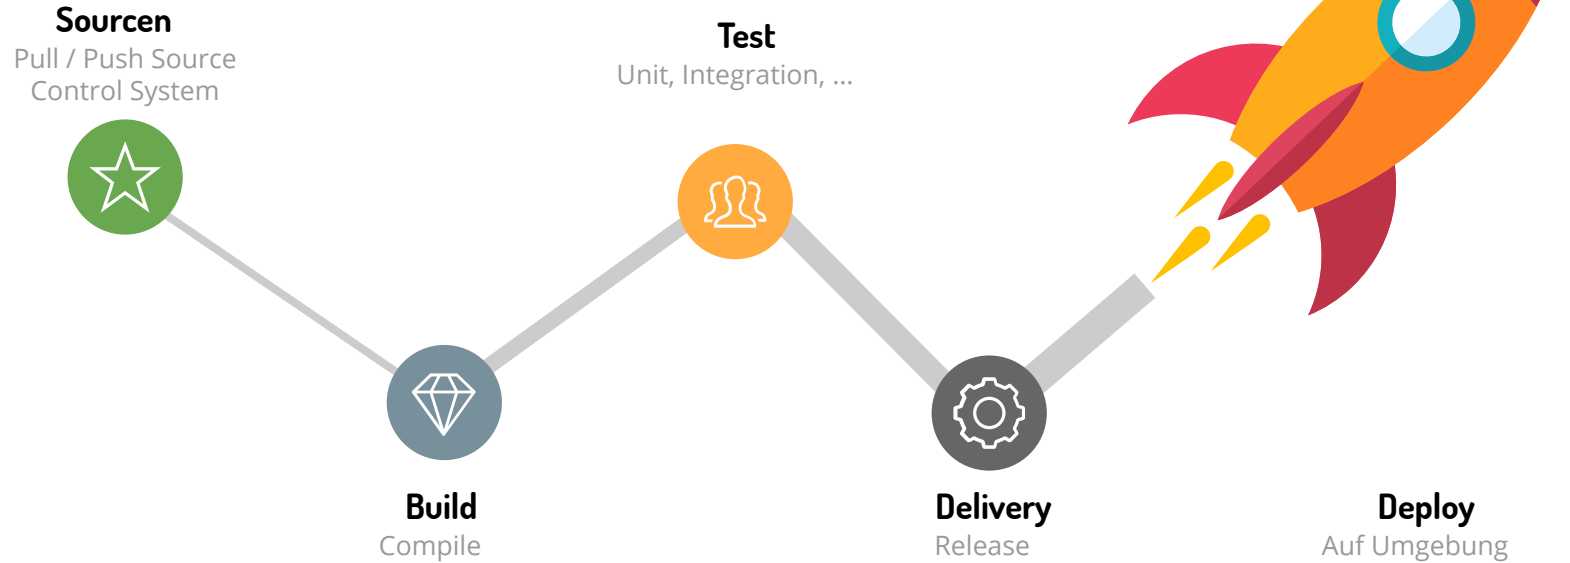 Sourcen
Pull / Push Source
Control System
Test
Unit, Integration, ...
Build
Compile
Delivery
Release
Deploy
Auf Umgebung